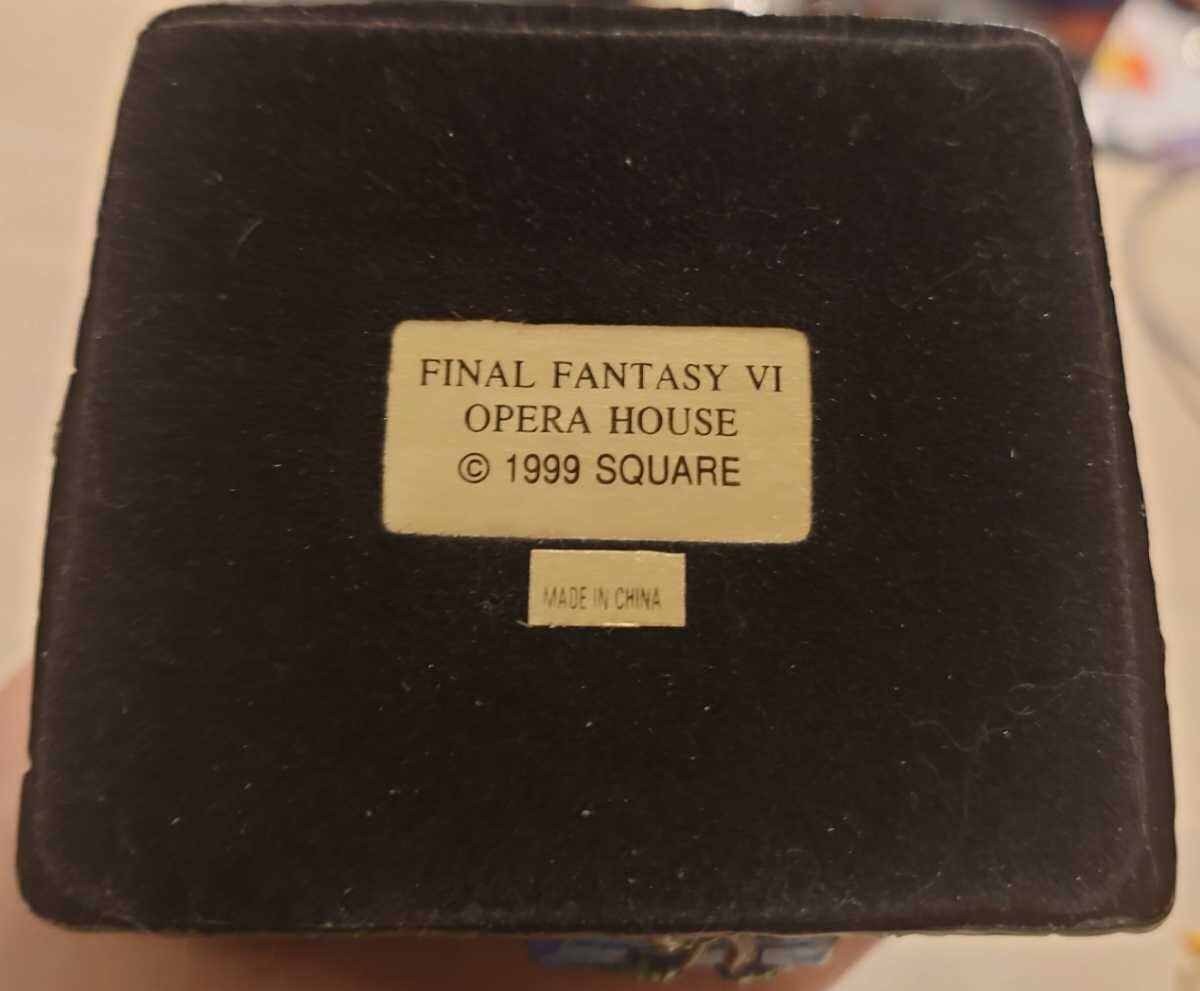 FINAL FANTASY VI
OPERA HOUSE
© 1999 SQUARE
MADE IN CHINA